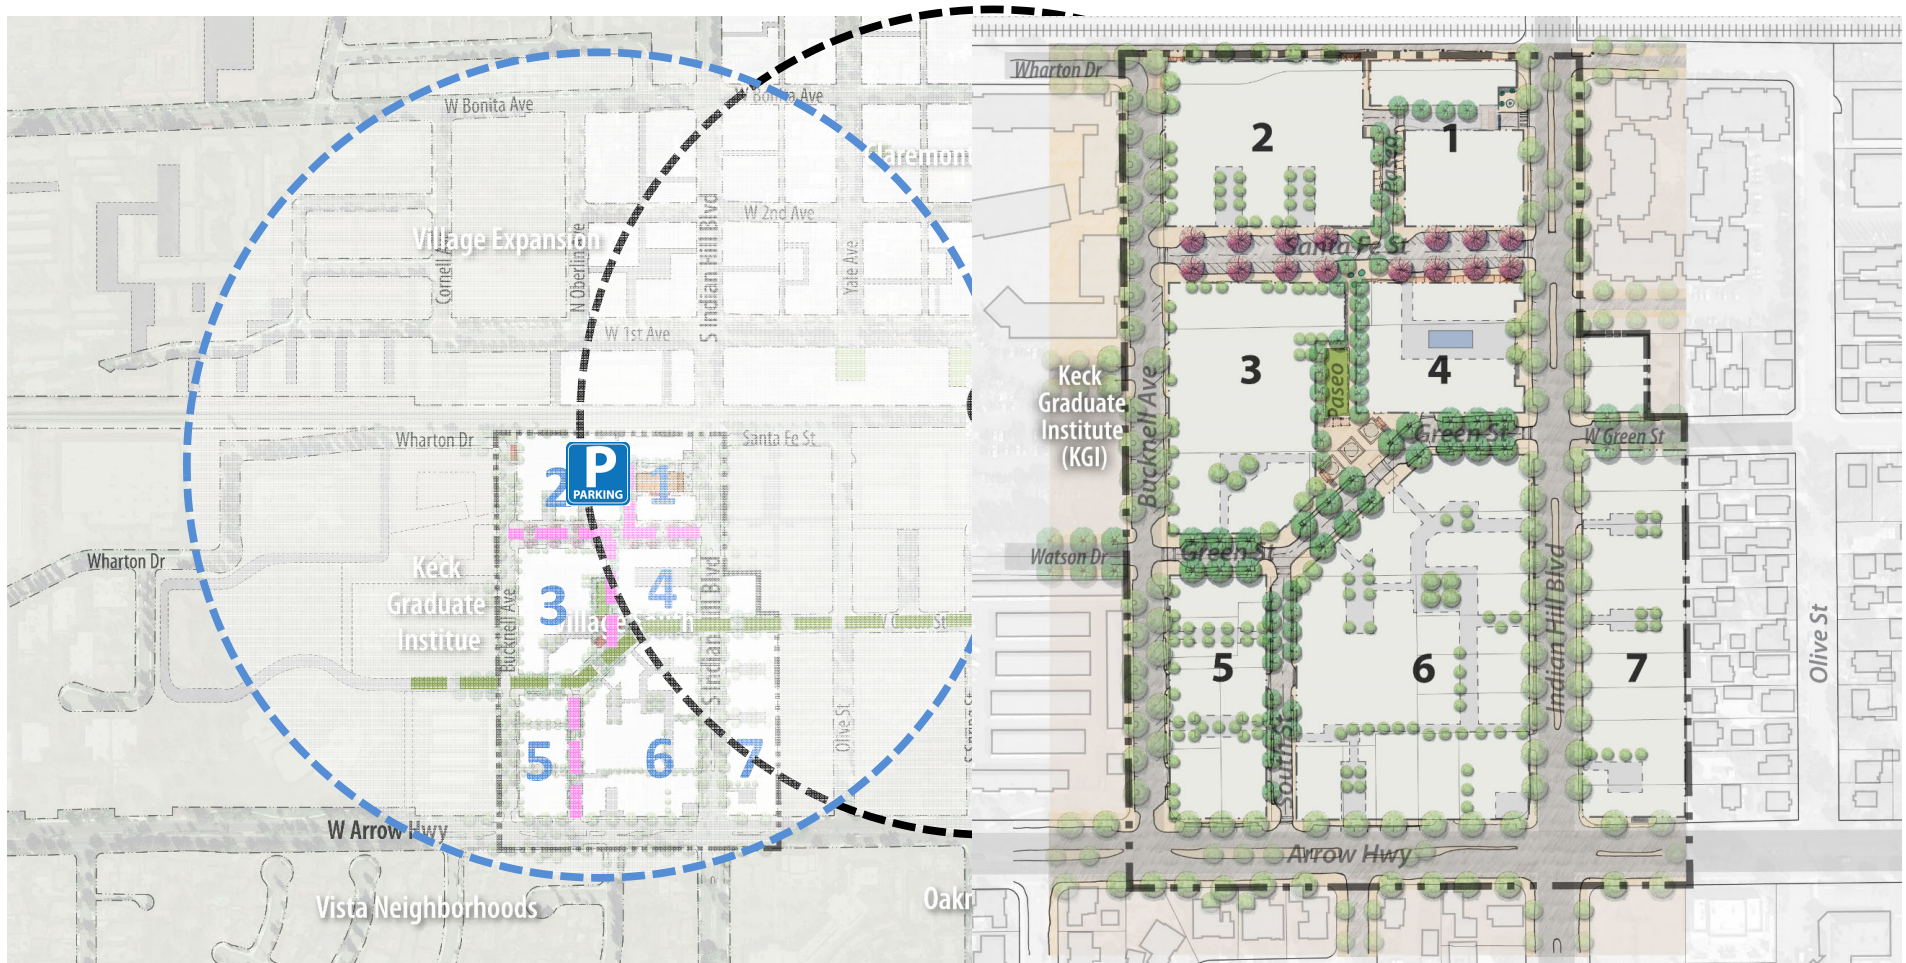 W Bonita Ave
W Bonita Ave
Claremont
W 2nd Ave
Village Expansion
Cornell A
N Oberlin Ave
S Indian Hill Blvd
Yale Ave
W 1st Ave
Wharton Dr
Santa Fe St
P
PARKING
2
1
Wharton Dr
Keck
Graduate
Institue
3
4
Bucknell Ave
S Indian Hill Blvd
Village
5
6
7
Olive St
W Arrow Hwy
Vista Neighborhoods
Oak
Wharton Dr
2
1
Paseo
Santa Fe St
3
4
Keck
Graduate
Institute
(KGI)
Bucknell Ave
Paseo
Green St
W Green St
Watson Dr
Green St
5
6
7
Indian Hill Blvd
Olive St
Arrow Hwy